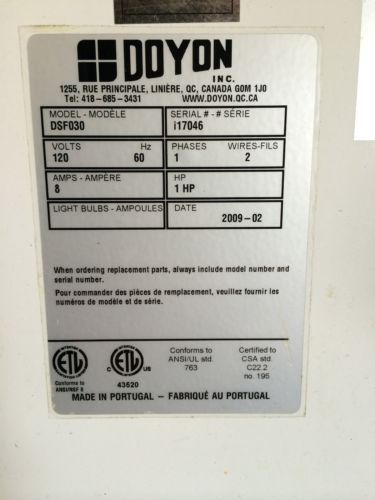 DOYON
INC.
1255, RUE PRINCIPALE, LINIÈRE, QC, CANADA G0M 1J0
Tel: 418-685-3431 WWW.DOYON.QC.CA
MODEL - MODÈLE SERIAL # - # SÉRIE
DSF030 i17046
VOLTS Hz PHASES WIRES-FILS
120 60 1 2
AMPS - AMPÈRE HP
8 1 HP
LIGHT BULBS - AMPOULES DATE
2009-02
When ordering replacement parts, always include model number and
serial number.
Pour commander des pièces de remplacement, veuillez fournir les
numéros de modèle et de série.
ETL ETL
C US
Conforms to
ANSI/NSF 8
43520
Conforms to
ANSI/UL std.
763
Certified to
CSA std.
C22.2
no. 195
MADE IN PORTUGAL - FABRIQUÉ AU PORTUGAL